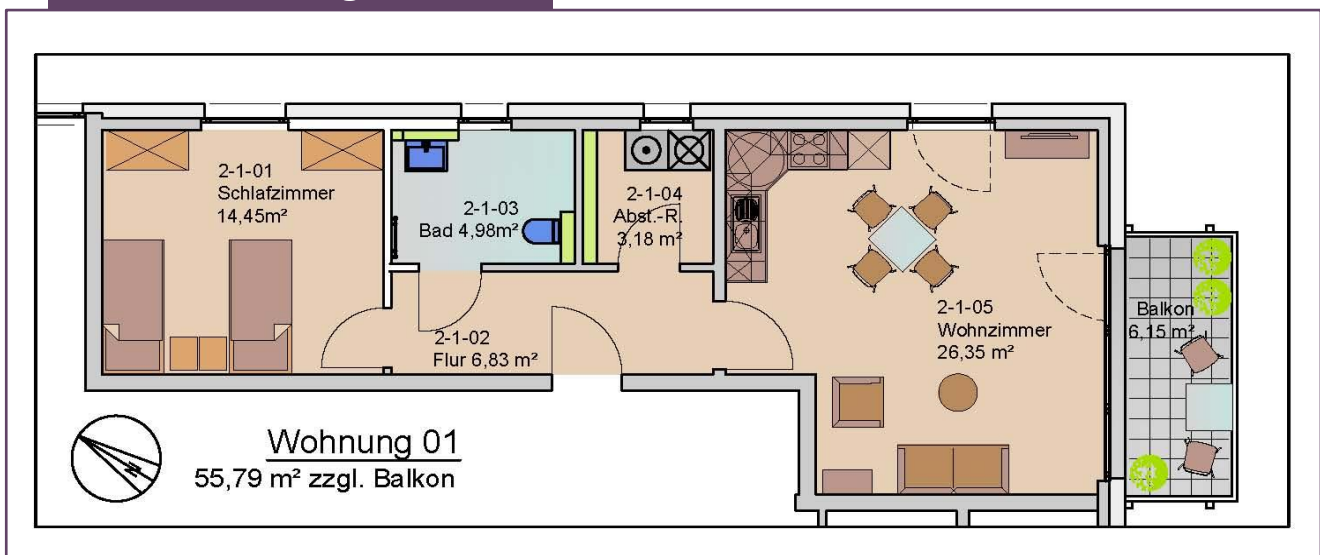 2-1-01
Schlafzimmer
14,45m²
2-1-03
Bad 4,98m²
2-1-04
Abst.-R.
3,18 m²
2-1-02
Flur 6,83 m²
2-1-05
Wohnzimmer
26,35 m²
Balkon
6,15 m²
N
Wohnung 01
55,79 m² zzgl. Balkon